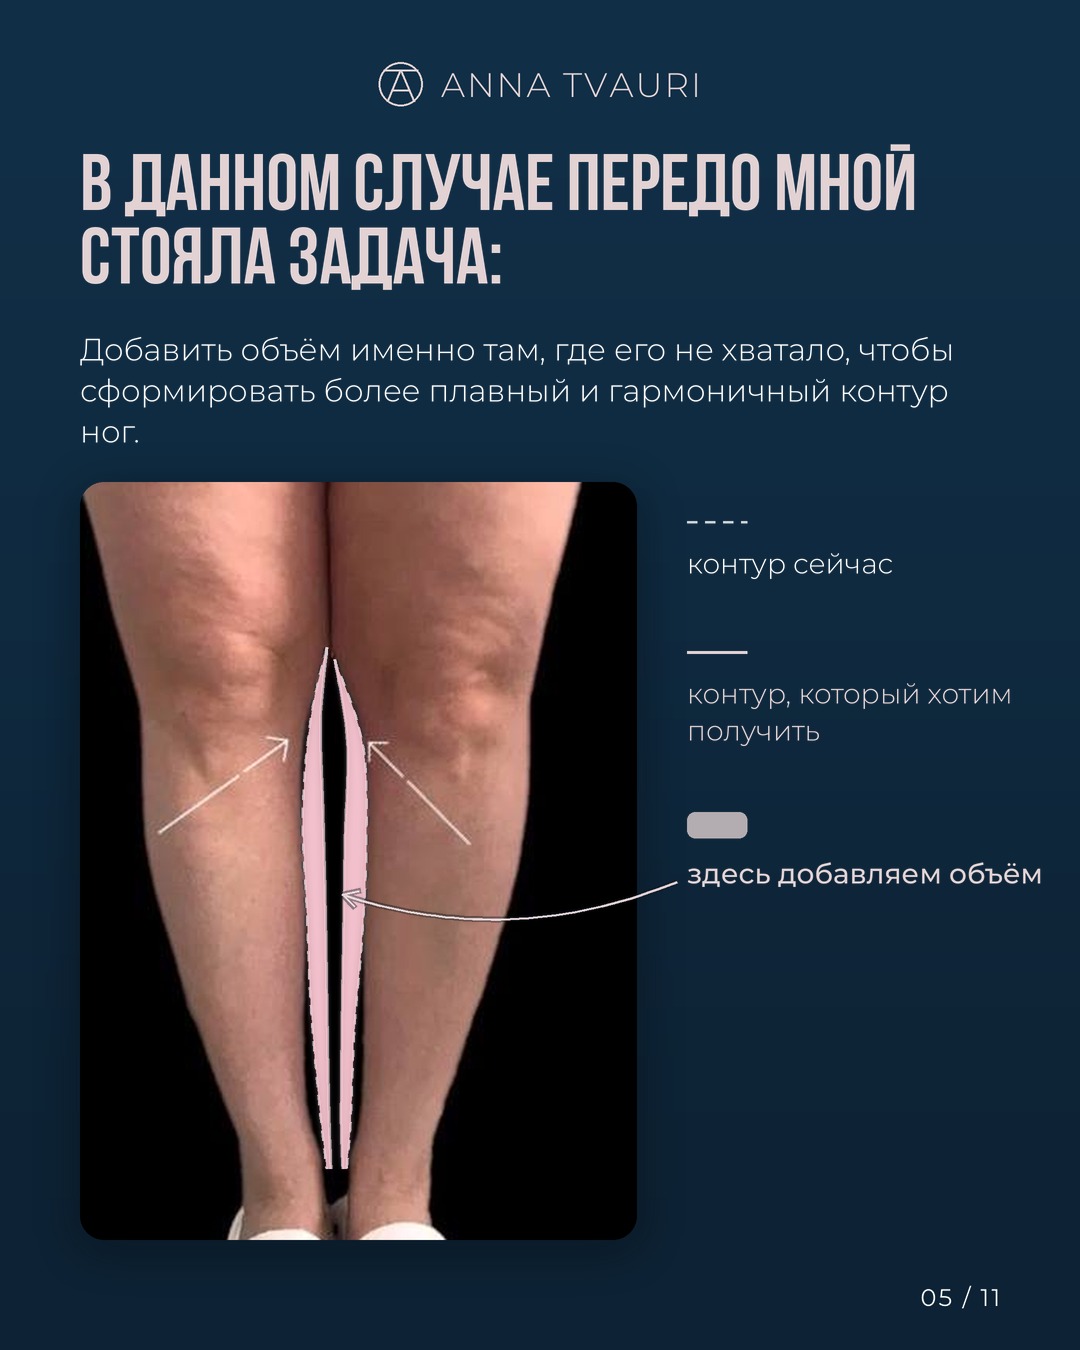 ANNA TVAURI
В ДАННОМ СЛУЧАЕ ПЕРЕДО МНОЙ
СТОЯЛА ЗАДАЧА:
Добавить объём именно там, где его не хватало, чтобы
сформировать более плавный и гармоничный контур
ног.
контур сейчас
контур, который хотим
получить
здесь добавляем объём
05 / 11